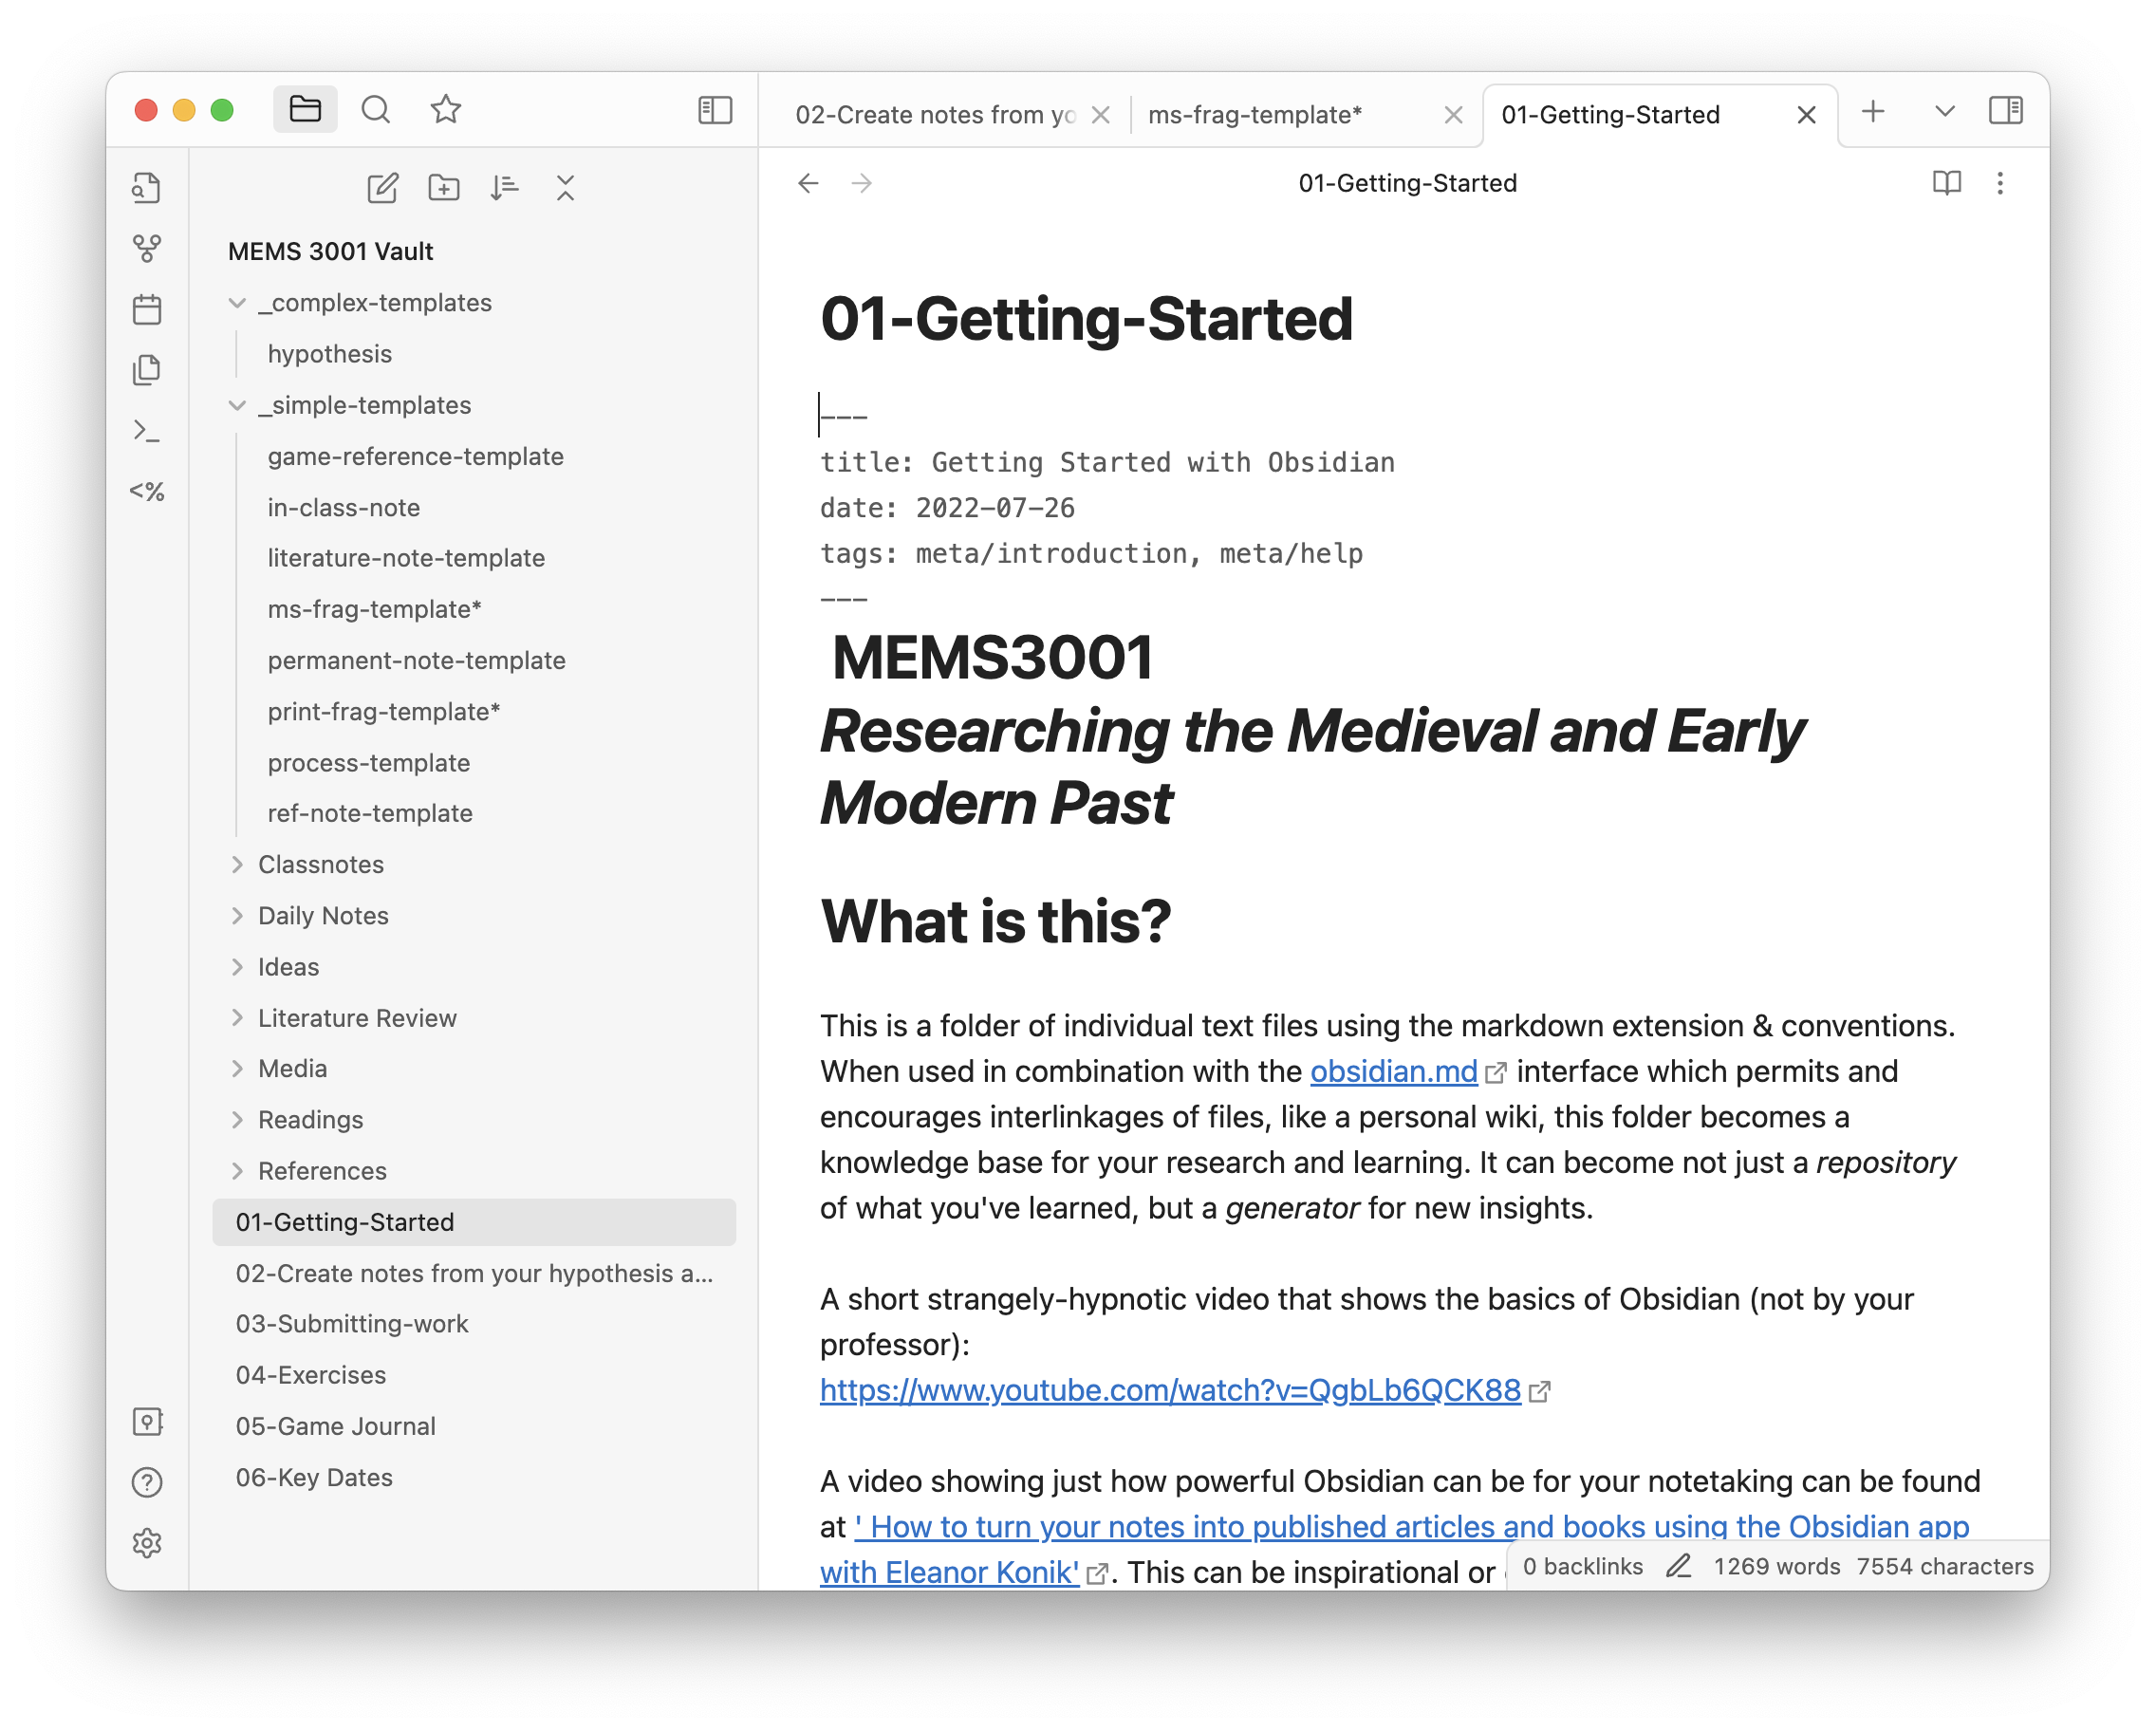 02-Create notes from yo
ms-frag-template*
01-Getting-Started
01-Getting-Started
<%
MEMS 3001 Vault
_complex-templates
hypothesis
_simple-templates
game-reference-template
in-class-note
literature-note-template
ms-frag-template*
permanent-note-template
print-frag-template*
process-template
ref-note-template
Classnotes
Daily Notes
Ideas
Literature Review
Media
Readings
References
01-Getting-Started
02-Create notes from your hypothesis a...
03-Submitting-work
04-Exercises
05-Game Journal
06-Key Dates
01-Getting-Started
---
title: Getting Started with Obsidian
date: 2022-07-26
tags: meta/introduction, meta/help
---
MEMS3001
Researching the Medieval and Early
Modern Past
What is this?
This is a folder of individual text files using the markdown extension & conventions.
When used in combination with the obsidian.md interface which permits and
encourages interlinkages of files, like a personal wiki, this folder becomes a
knowledge base for your research and learning. It can become not just a repository
of what you've learned, but a generator for new insights.
A short strangely-hypnotic video that shows the basics of Obsidian (not by your
professor):
https://www.youtube.com/watch?v=QgbLb6QCK88
A video showing just how powerful Obsidian can be for your notetaking can be found
at ' How to turn your notes into published articles and books using the Obsidian app
with Eleanor Konik'. This can be inspirational or
0 backlinks 1269 words 7554 characters